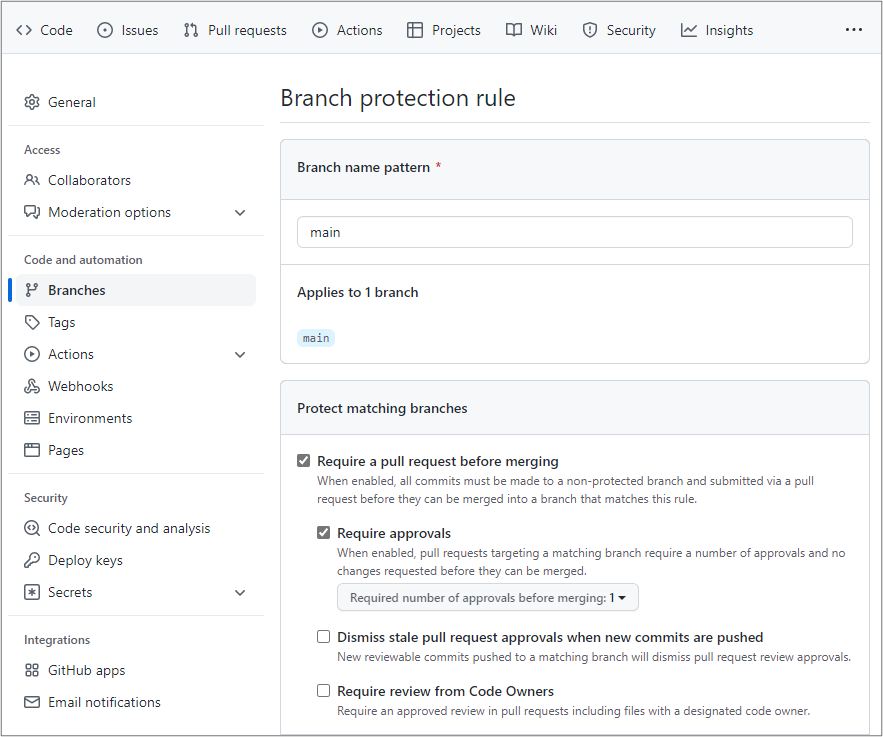 Code Issues Pull requests Actions Projects Wiki Security Insights
General
Access
Collaborators
Moderation options
Code and automation
Branches
Tags
Actions
Webhooks
Environments
Pages
Security
Code security and analysis
Deploy keys
Secrets
Integrations
GitHub apps
Email notifications
Branch protection rule
Branch name pattern *
main
Applies to 1 branch
main
Protect matching branches
Require a pull request before merging
When enabled, all commits must be made to a non-protected branch and submitted via a pull
request before they can be merged into a branch that matches this rule.
Require approvals
When enabled, pull requests targeting a matching branch require a number of approvals and no
changes requested before they can be merged.
Required number of approvals before merging: 1
Dismiss stale pull request approvals when new commits are pushed
New reviewable commits pushed to a matching branch will dismiss pull request review approvals.
Require review from Code Owners
Require an approved review in pull requests including files with a designated code owner.